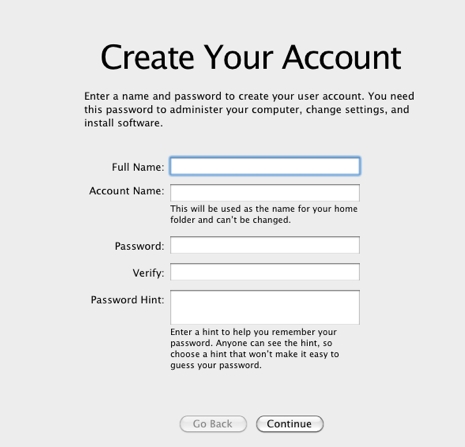 Create Your Account
Enter a name and password to create your user account. You need
this password to administer your computer, change settings, and
install software.
Full Name:
Account Name:
This will be used as the name for your home
folder and can't be changed.
Password:
Verify:
Password Hint:
Enter a hint to help you remember your
password. Anyone can see the hint, so
choose a hint that won't make it easy to
guess your password.
Go Back Continue